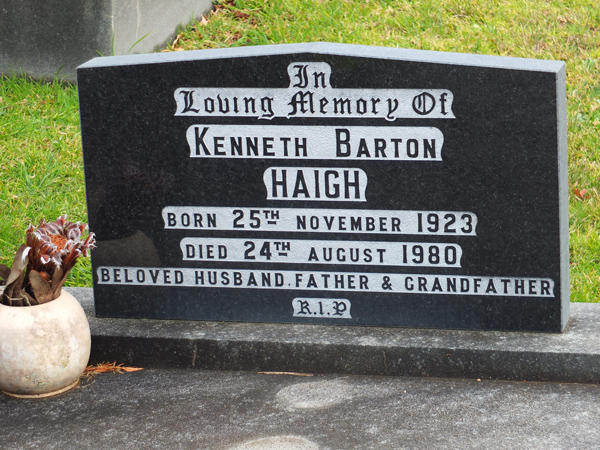 In
Loving Memory Of
KENNETH BARTON
HAIGH
BORN 25TH NOVEMBER 1923
DIED 24TH AUGUST 1980
BELOVED HUSBAND. FATHER & GRANDFATHER
R.I.P